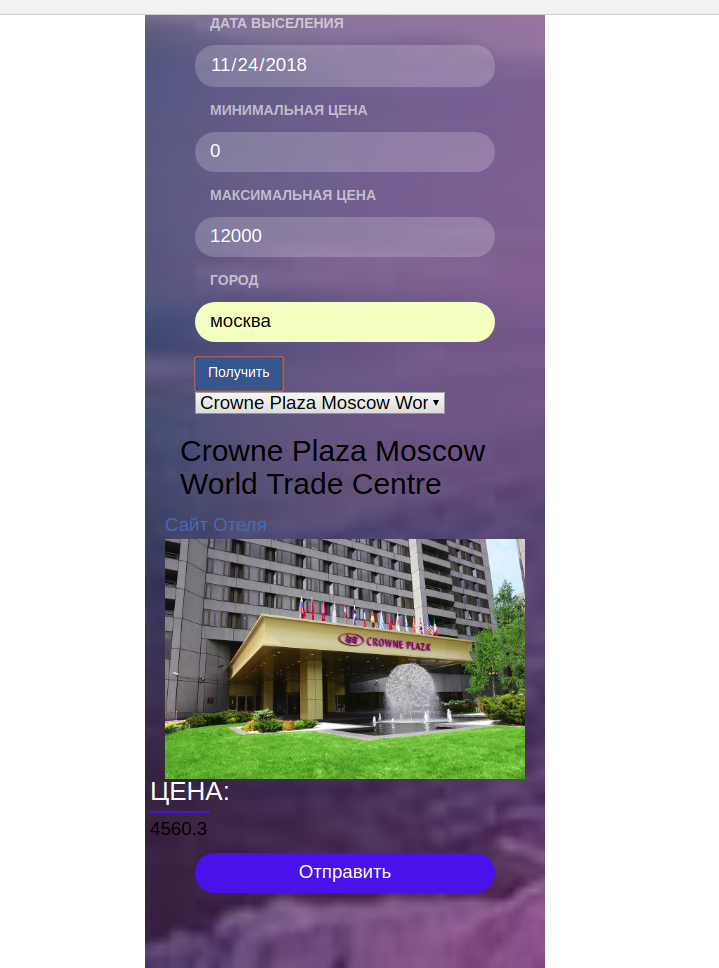 ДАТА ВЫСЕЛЕНИЯ
11/24/2018
МИНИМАЛЬНАЯ ЦЕНА
0
МАКСИМАЛЬНАЯ ЦЕНА
12000
ГОРОД
москва
Получить
Crowne Plaza Moscow Wor
Crowne Plaza Moscow
World Trade Centre
Сайт Отеля
CROWNE PLAZA
ЦЕНА:
4560.3
Отправить